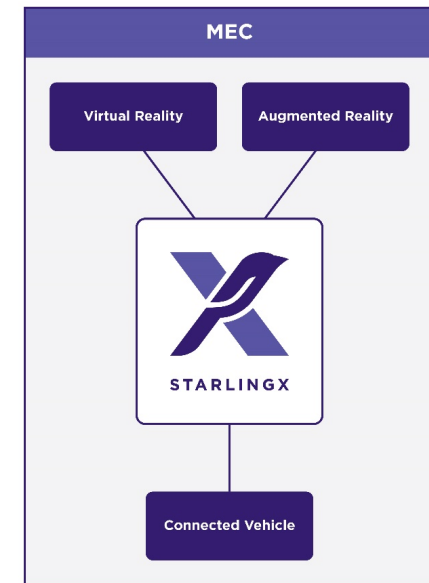 MEC
Virtual Reality
Augmented Reality
STARLINGX
Connected Vehicle